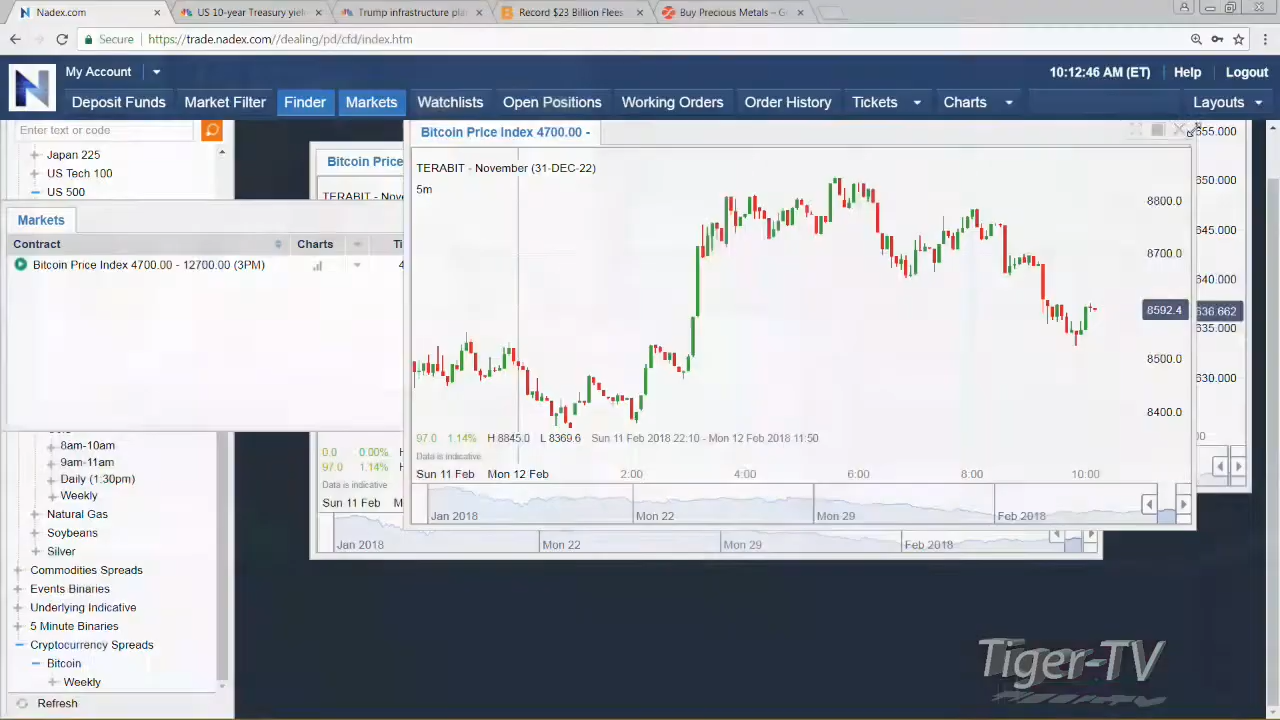 Nadex.com
US 10-year Treasury yiel
Trump infrastructure pla
Record $23 Billion Flees
Buy Precious Metals – G
Secure https://trade.nadex.com//dealing/pd/cfd/index.htm
N
My Account
10:12:46 AM (ET) Help Logout
Deposit Funds Market Filter Finder Markets Watchlists Open Positions Working Orders Order History Tickets Charts Layouts
Enter text or code
Japan 225
US Tech 100
US 500
Markets
Contract Charts Ti
Bitcoin Price Index 4700.00 - 12700.00 (3PM) 4
8am-10am
9am-11am
Daily (1:30pm)
Weekly
Natural Gas
Soybeans
Silver
Commodities Spreads
Events Binaries
Underlying Indicative
5 Minute Binaries
Cryptocurrency Spreads
Bitcoin
Weekly
Refresh
Bitcoin Price
TERABIT - Nove
0.0 0.00%
97.0 1.14%
Data is indicative
Sun 11 Feb M
Jan 2018 Mon 22 Mon 29 Feb 2018
Bitcoin Price Index 4700.00 -
TERABIT - November (31-DEC-22)
5m
8800.0
8700.0
8592.4
8500.0
8400.0
97.0 1.14% H 8845.0 L 8369.6 Sun 11 Feb 2018 22:10 - Mon 12 Feb 2018 11:50
Data is indicative
Sun 11 Feb Mon 12 Feb 2:00 4:00 6:00 8:00 10:00
Jan 2018 Mon 22 Mon 29 Feb 2018
655.000
650.000
645.000
640.000
636.662
635.000
630.000
Tiger-TV